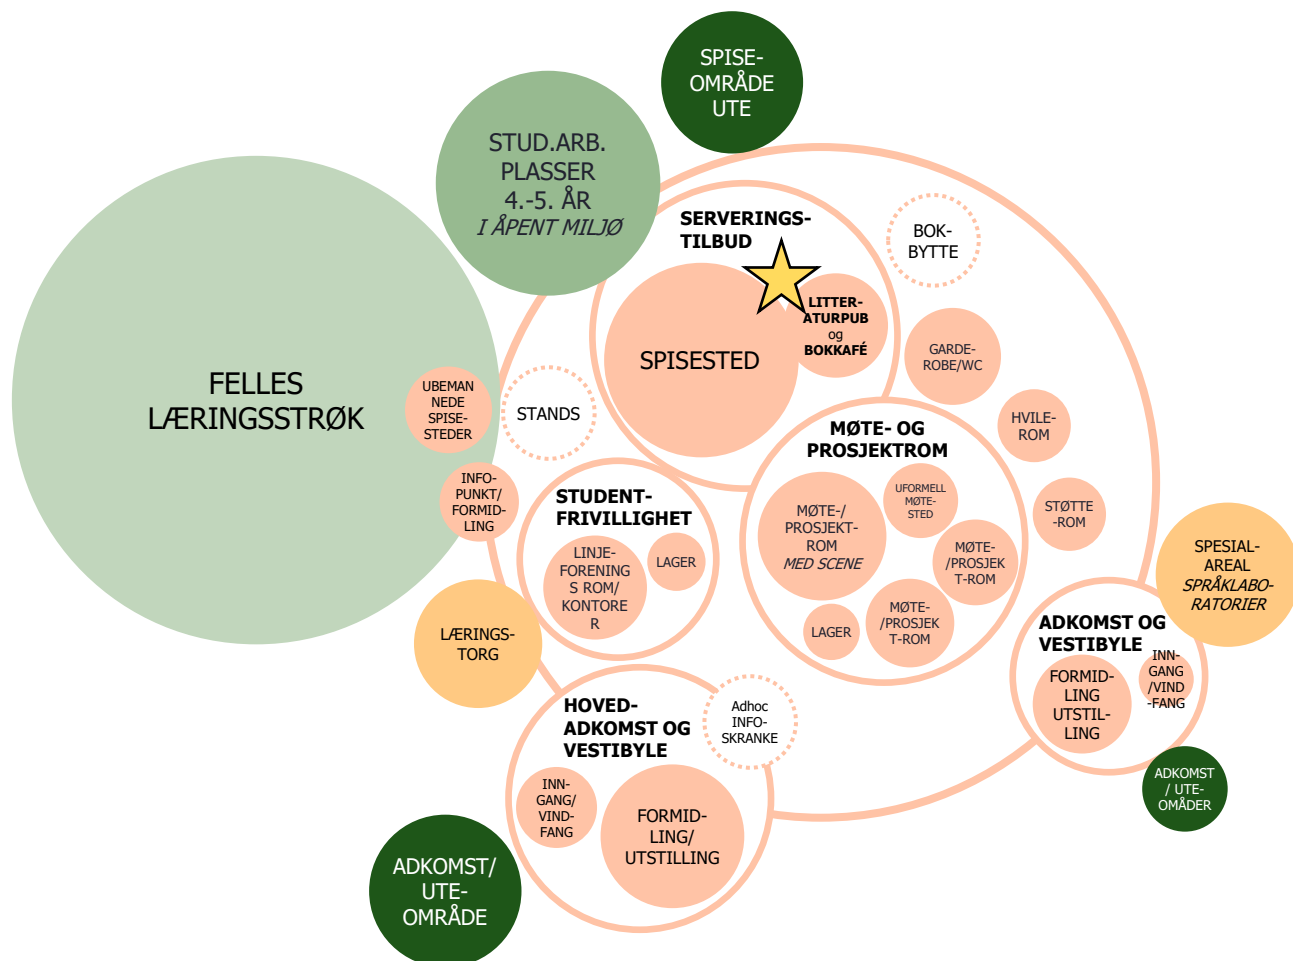 SPISE-
OMRÅDE
UTE
STUD.ARB.
PLASSER
4.-5. ÅR
I ÅPENT MILJØ
SERVERINGS-
TILBUD
BOK-
BYTTE
LITTER-
ATURPUB
og
BOKKAFÉ
SPISESTED
GARDE-
ROBE/WC
FELLES
LÆRINGSSTRØK
UBEMAN
NEDE
SPISE-
STEDER
STANDS
HVILE-
ROM
MØTE- OG
PROSJEKTROM
INFO-
PUNKT/
FORMID-
LING
STUDENT-
FRIVILLIGHET
UFORMELL
MØTE-
STED
MØTE-/
PROSJEKT-
ROM
MED SCENE
STØTTE
-ROM
LINJE-
FORENING
S ROM/
KONTORE
R
LAGER
MØTE-
/PROSJEK
T-ROM
SPESIAL-
AREAL
SPRÅKLABO-
RATORIER
LÆRINGS-
TORG
LAGER
MØTE-
/PROSJEK
T-ROM
ADKOMST OG
VESTIBYLE
INN-
GANG
/VIND
-FANG
FORMID-
LING
UTSTIL-
LING
HOVED-
ADKOMST OG
VESTIBYLE
Adhoc
INFO-
SKRANKE
INN-
GANG/
VIND-
FANG
FORMID-
LING/
UTSTILLING
ADKOMST
/ UTE-
OMÅDER
ADKOMST/
UTE-
OMRÅDE